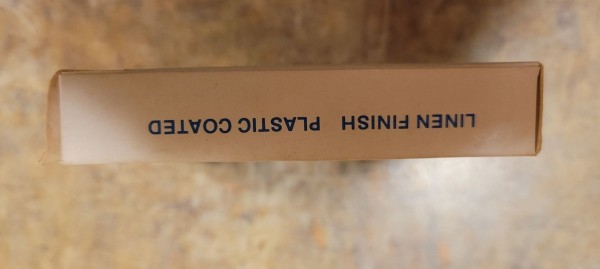 LINEN FINISH PLASTIC COATED